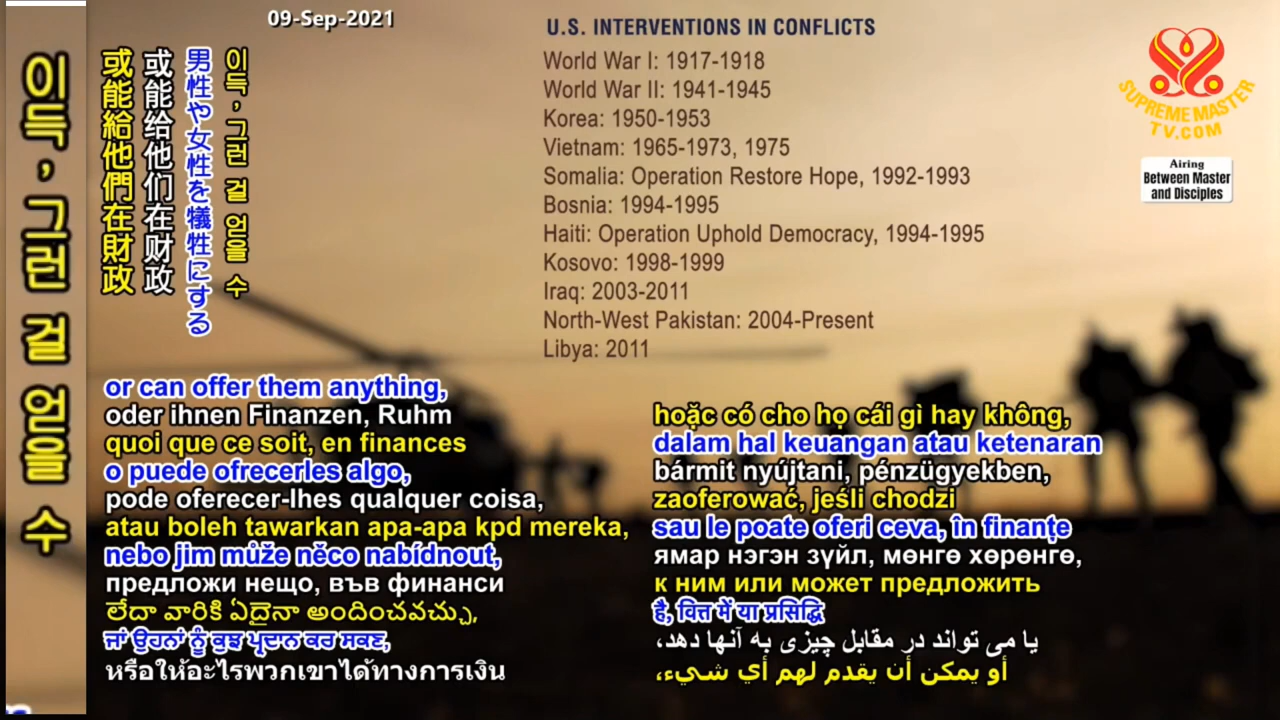 09-Sep-2021
U.S. INTERVENTIONS IN CONFLICTS
World War I: 1917-1918
World War II: 1941-1945
Korea: 1950-1953
Vietnam: 1965-1973, 1975
Somalia: Operation Restore Hope, 1992-1993
Bosnia: 1994-1995
Haiti: Operation Uphold Democracy, 1994-1995
Kosovo: 1998-1999
Iraq: 2003-2011
North-West Pakistan: 2004-Present
Libya: 2011
SUPREME MASTER
TV.COM
Airing
Between Master
and Disciples
이득, 그런 걸 얻을 수
或能給他們在財政
或能给他们在财政
男性や女性を犠牲にする
이득, 그런 걸 얻을 수
or can offer them anything,
oder ihnen Finanzen, Ruhm
quoi que ce soit, en finances
o puede ofrecerles algo,
pode oferecer-lhes qualquer coisa,
atau boleh tawarkan apa-apa kpd mereka,
nebo jim může něco nabídnout,
предложи нещо, във финанси
లేదా వారికి ఏదైనా అందించవచ్చు,
ਜਾਂ ਉਹਨਾਂ ਨੂੰ ਕੁਝ ਪ੍ਰਦਾਨ ਕਰ ਸਕਣ,
หรือให้อะไรพวกเขาได้ทางการเงิน
hoặc có cho họ cái gì hay không,
dalam hal keuangan atau ketenaran
bármit nyújtani, pénzügyekben,
zaoferować, jeśli chodzi
sau le poate oferi ceva, în finanțe
ямар нэгэн зүйл, мөнгө хөрөнгө,
к ним или может предложить
है, वित्त में या प्रसिद्धि
یا می تواند در مقابل چیزی به آنها دهد،
أو يمكن أن يقدم لهم أي شيء،